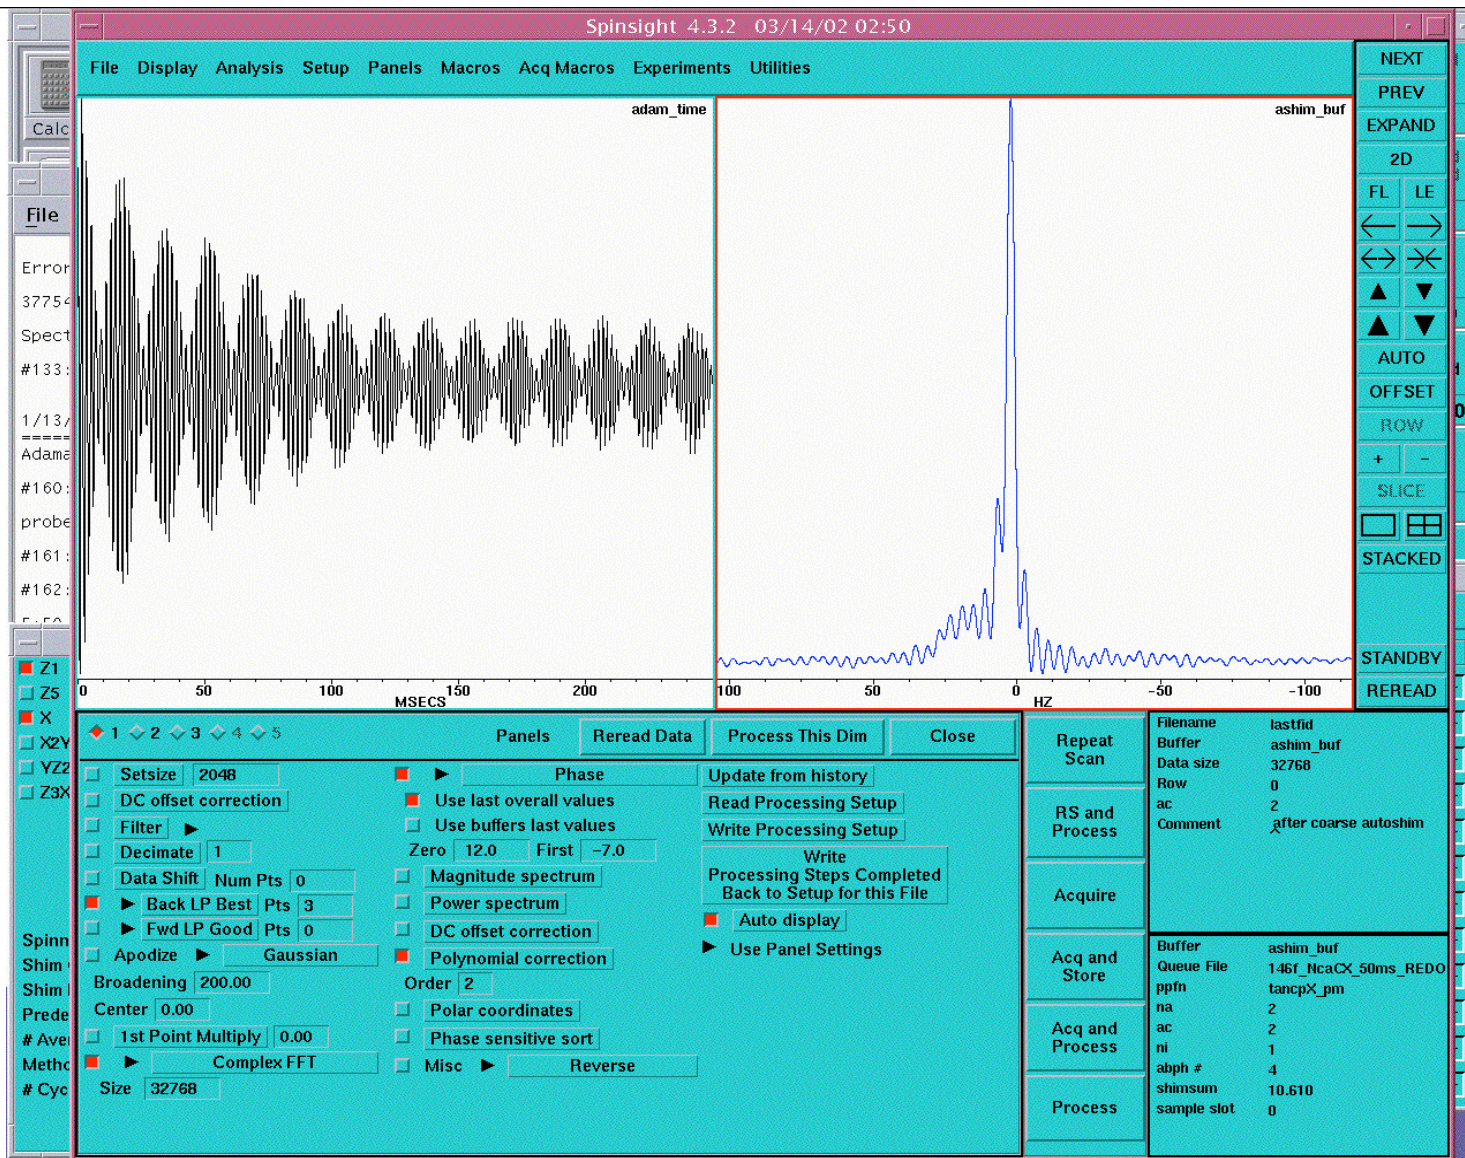 Spinsight 4.3.2 03/14/02 02:50
File Display Analysis Setup Panels Macros Acq Macros Experiments Utilities
Calc
File
Error
37754
Spect
#133:
1/13/
=====
Adama
#160:
probe
#161:
#162:
adam_time
0 50 100 150 200
MSECS
ashim_buf
100 50 0 -50 -100
HZ
NEXT
PREV
EXPAND
2D
FL LE
AUTO
OFFSET
ROW
+ -
SLICE
STACKED
STANDBY
REREAD
Z1
Z5
X
X2Y
YZ2
Z3X
Spinn
Shim
Shim
Prede
# Aver
Metho
# Cyc
1 2 3 4 5
Panels Reread Data Process This Dim Close
Setsize 2048
DC offset correction
Filter
Decimate 1
Data Shift Num Pts 0
Back LP Best Pts 3
Fwd LP Good Pts 0
Apodize Gaussian
Broadening 200.00
Center 0.00
1st Point Multiply 0.00
Complex FFT
Size 32768
Phase
Use last overall values
Use buffers last values
Zero 12.0 First -7.0
Magnitude spectrum
Power spectrum
DC offset correction
Polynomial correction
Order 2
Polar coordinates
Phase sensitive sort
Misc Reverse
Update from history
Read Processing Setup
Write Processing Setup
Write
Processing Steps Completed
Back to Setup for this File
Auto display
Use Panel Settings
Repeat
Scan
RS and
Process
Acquire
Acq and
Store
Acq and
Process
Process
Filename lastfid
Buffer ashim_buf
Data size 32768
Row 0
ac 2
Comment after coarse autoshim
Buffer ashim_buf
Queue File 146f_NcaCX_50ms_REDO
ppfn tancpX_pm
na 2
ac 2
ni 1
abph # 4
shimsum 10.610
sample slot 0